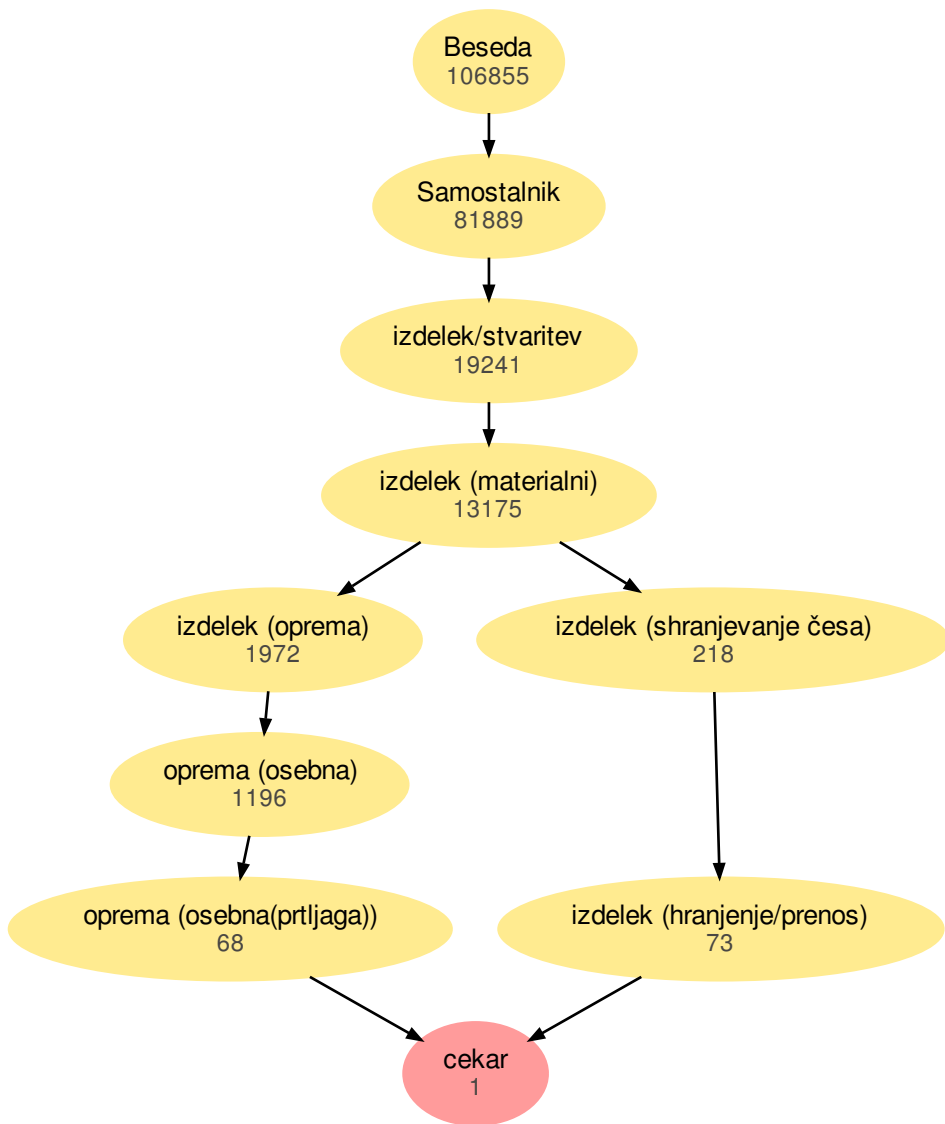 Beseda
106855
Samostalnik
81889
izdelek/stvaritev
19241
izdelek (materialni)
13175
izdelek (oprema)
1972
izdelek (shranjevanje česa)
218
oprema (osebna)
1196
oprema (osebna(prtljaga))
68
izdelek (hranjenje/prenos)
73
cekar
1